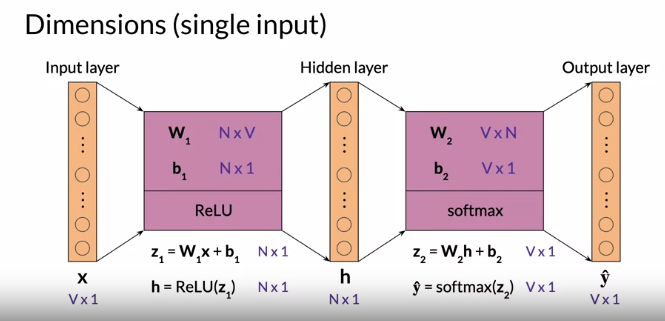 Dimensions (single input)
Input layer
Hidden layer
Output layer
W₁ N x V
b₁ N x 1
ReLU
W₂ V x N
b₂ V x 1
softmax
z₁ = W₁x + b₁ N x 1
h = ReLU(z₁) N x 1
z₂ = W₂h + b₂ V x 1
ŷ = softmax(z₂) V x 1
x
V x 1
h
N x 1
ŷ
V x 1